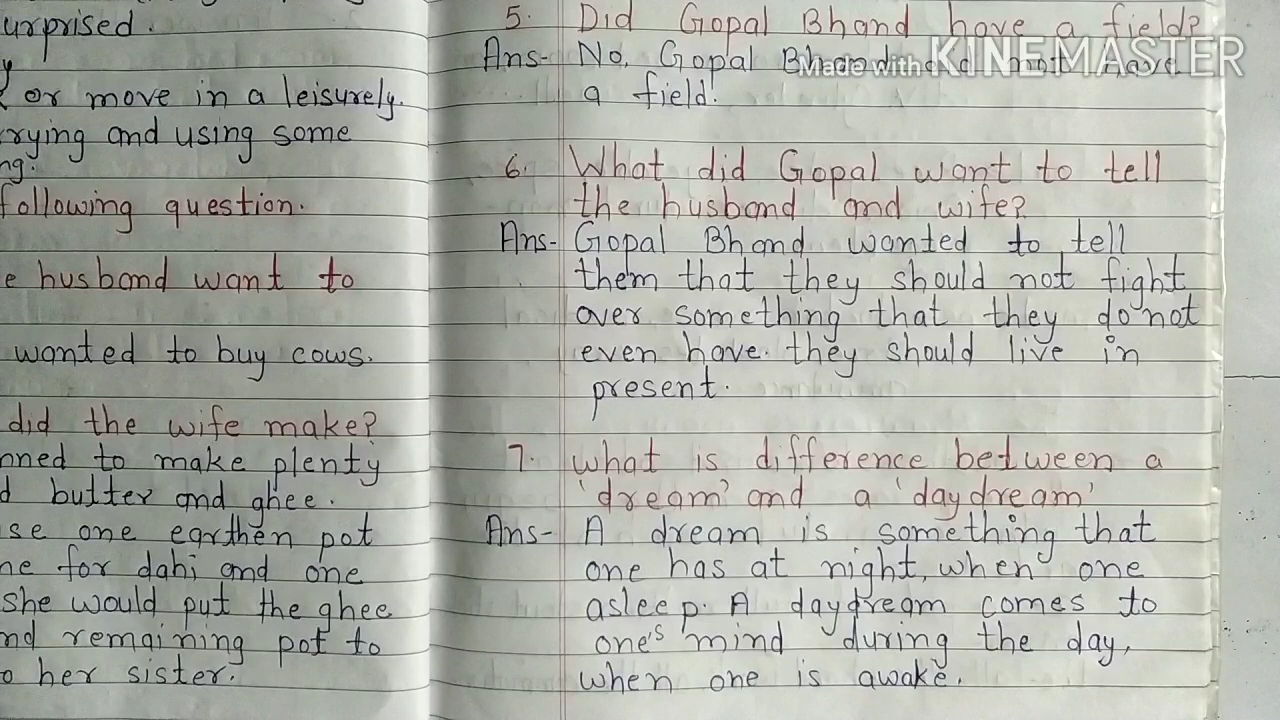 urprised.
y
or move in a leisurely.
rying and using some
ng.
following question.
e husband want to
wanted to buy cows.
did the wife make?
nned to make plenty
d butter and ghee.
se one earthen pot
ne for dahi and one
she would put the ghee
nd remaining pot to
o her sister.
5. Did Gopal Bhand have a field?
Ans- No, Gopal Bhand did not have
a field.
Made with KINEMASTER
6. What did Gopal want to tell
the husband and wife?
Ans- Gopal Bhand wanted to tell
them that they should not fight
over something that they do not
even have. they should live in
present.
7. what is difference between a
'dream' and a 'daydream'
Ans- A dream is something that
one has at night, when one
asleep. A daydream comes to
one's mind during the day,
when one is awake.